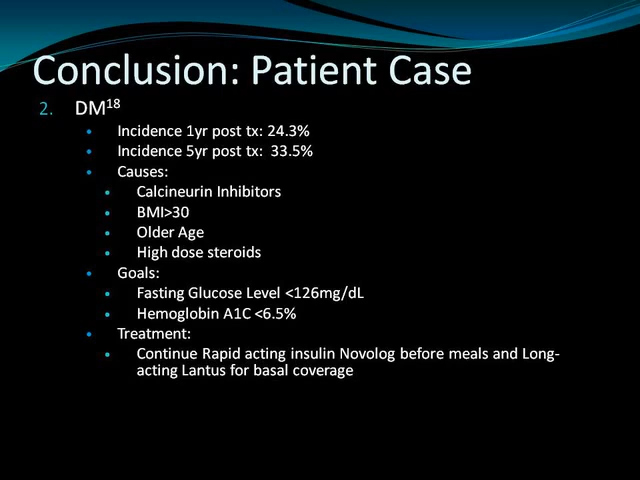 Conclusion: Patient Case
2. DM18
• Incidence 1yr post tx: 24.3%
• Incidence 5yr post tx: 33.5%
• Causes:
• Calcineurin Inhibitors
• BMI>30
• Older Age
• High dose steroids
• Goals:
• Fasting Glucose Level <126mg/dL
• Hemoglobin A1C <6.5%
• Treatment:
• Continue Rapid acting insulin Novolog before meals and Long-
acting Lantus for basal coverage